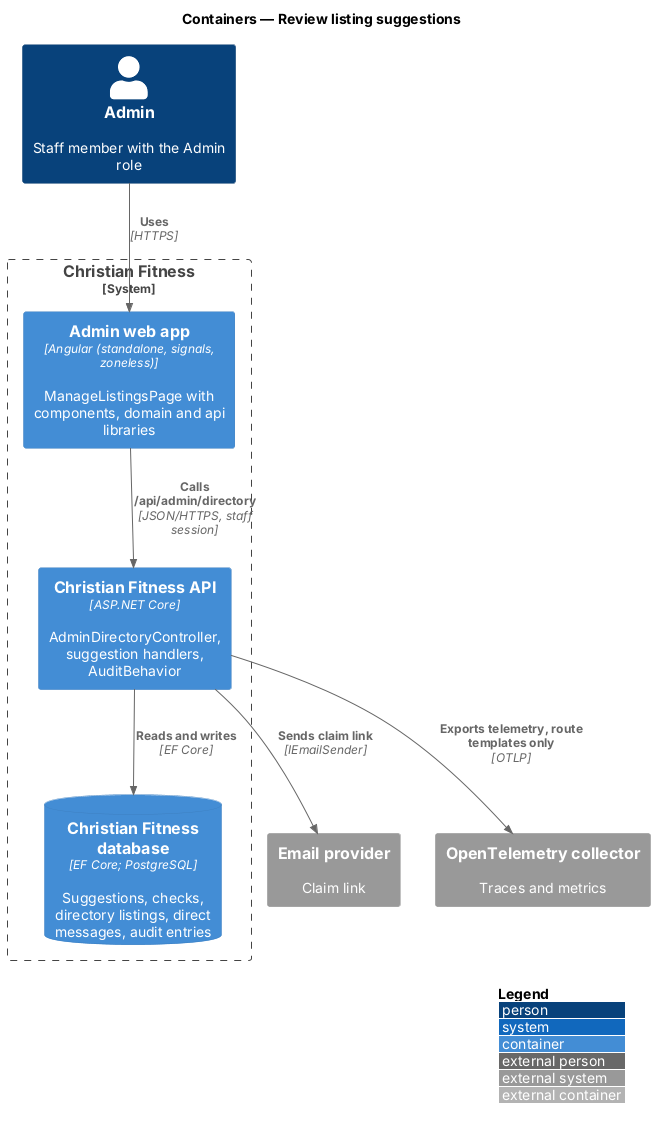 Containers — Review listing suggestions
Admin
Staff member with the Admin
role
Uses
[HTTPS]
Christian Fitness
[System]
Admin web app
[Angular (standalone, signals,
zoneless)]
ManageListingsPage with
components, domain and api
libraries
Calls
/api/admin/directory
[JSON/HTTPS, staff
session]
Christian Fitness API
[ASP.NET Core]
AdminDirectoryController,
suggestion handlers,
AuditBehavior
Reads and writes
[EF Core]
Sends claim link
[IEmailSender]
Exports telemetry, route
templates only
[OTLP]
Christian Fitness
database
[EF Core; PostgreSQL]
Suggestions, checks,
directory listings, direct
messages, audit entries
Email provider
Claim link
OpenTelemetry collector
Traces and metrics
Legend
person
system
container
external person
external system
external container